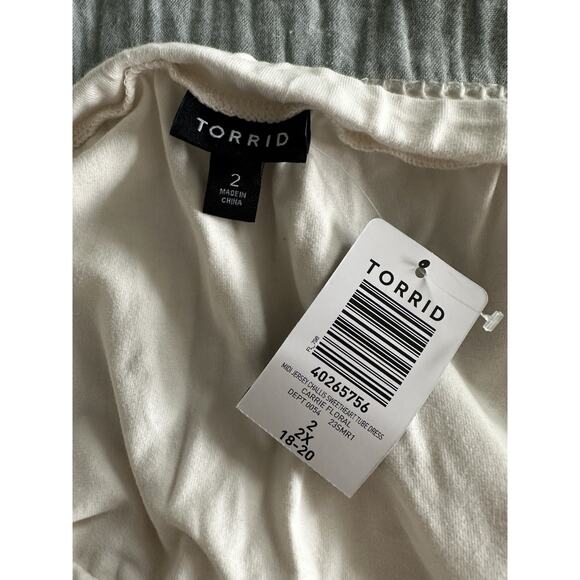 TORRID
2
MADE IN
CHINA
TORRID
40265756
MIDI JERSEY CHALLIS SWEETHEART TUBE DRESS
CARRIE FLORAL
DEPT 0054 23SMR1
2
2X
18-20